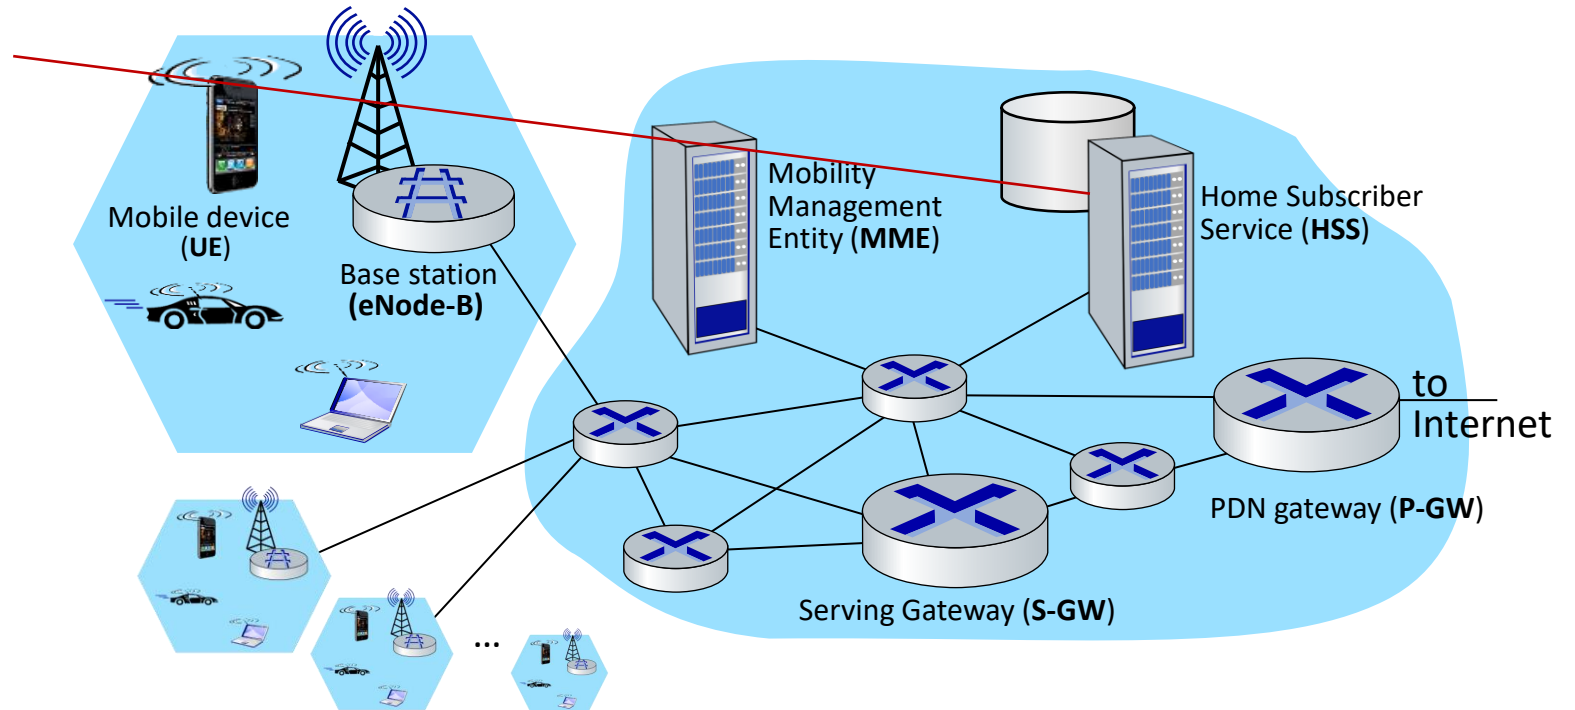 Mobile device
(UE)
Base station
(eNode-B)
Mobility
Management
Entity (MME)
Home Subscriber
Service (HSS)
to
Internet
PDN gateway (P-GW)
Serving Gateway (S-GW)
...